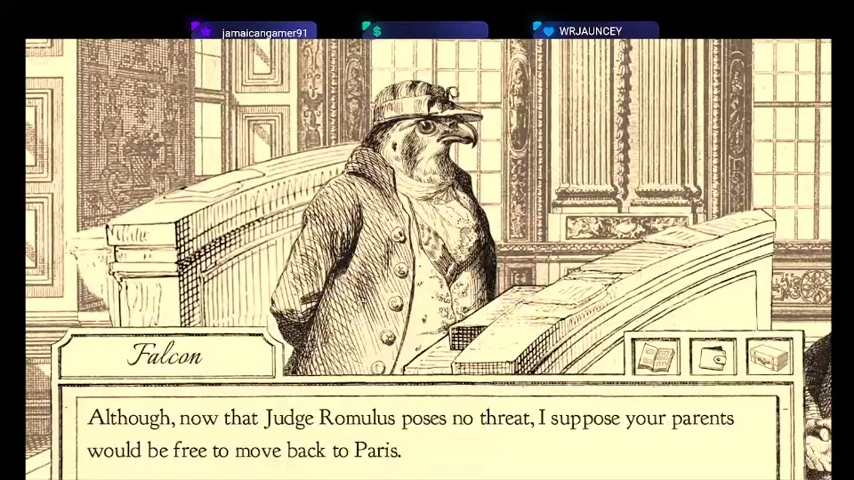 jamaicangamer91
$
WRJAUNCEY
Falcon
Although, now that Judge Romulus poses no threat, I suppose your parents
would be free to move back to Paris.